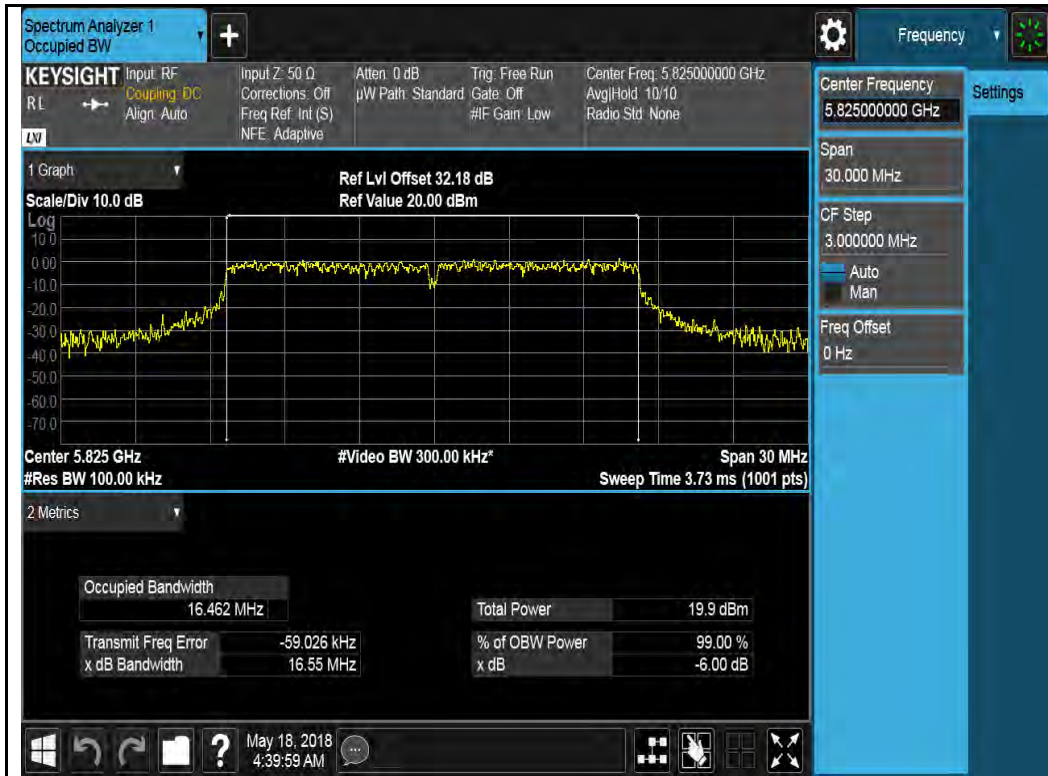 Spectrum Analyzer 1
Occupied BW
Frequency
KEYSIGHT
RL
LXI
Input: RF
Coupling: DC
Align: Auto
Input Z: 50 Ω
Corrections: Off
Freq Ref: Int (S)
NFE: Adaptive
Atten: 0 dB
µW Path: Standard
Trig: Free Run
Gate: Off
#IF Gain: Low
Center Freq: 5.825000000 GHz
Avg|Hold: 10/10
Radio Std: None
Center Frequency
5.825000000 GHz
Settings
Span
30.000 MHz
CF Step
3.000000 MHz
Auto
Man
Freq Offset
0 Hz
1 Graph
Scale/Div 10.0 dB
Ref Lvl Offset 32.18 dB
Ref Value 20.00 dBm
Log
10.0
0.00
-10.0
-20.0
-30.0
-40.0
-50.0
-60.0
-70.0
Center 5.825 GHz
#Video BW 300.00 kHz*
Span 30 MHz
#Res BW 100.00 kHz
Sweep Time 3.73 ms (1001 pts)
2 Metrics
Occupied Bandwidth
16.462 MHz
Total Power 19.9 dBm
Transmit Freq Error -59.026 kHz
% of OBW Power 99.00 %
x dB Bandwidth 16.55 MHz
x dB -6.00 dB
?
May 18, 2018
4:39:59 AM